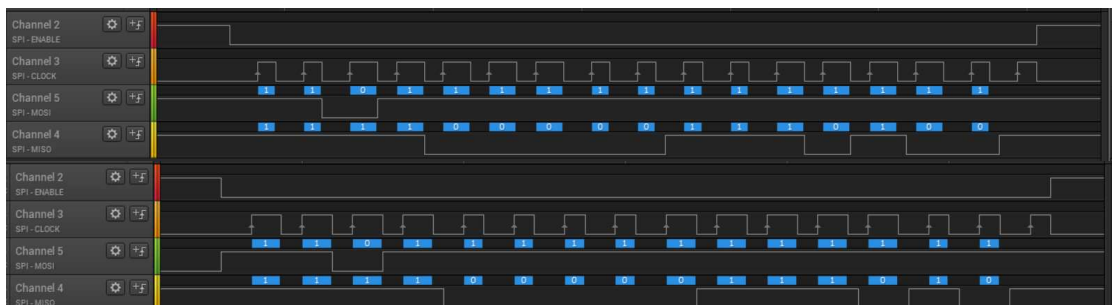 Channel 2
SPI - ENABLE
Channel 3
SPI - CLOCK
1 1 0 1 1 1 1 1 1 1 1 1 1 1 1 1
Channel 5
SPI - MOSI
1 1 1 1 0 0 0 0 0 1 1 1 0 1 0 0
Channel 4
SPI - MISO
Channel 2
SPI - ENABLE
Channel 3
SPI - CLOCK
1 1 0 1 1 1 1 1 1 1 1 1 1 1 1
Channel 5
SPI - MOSI
1 1 1 1 0 0 0 0 0 1 1 1 0 1 0
Channel 4
SPI - MISO